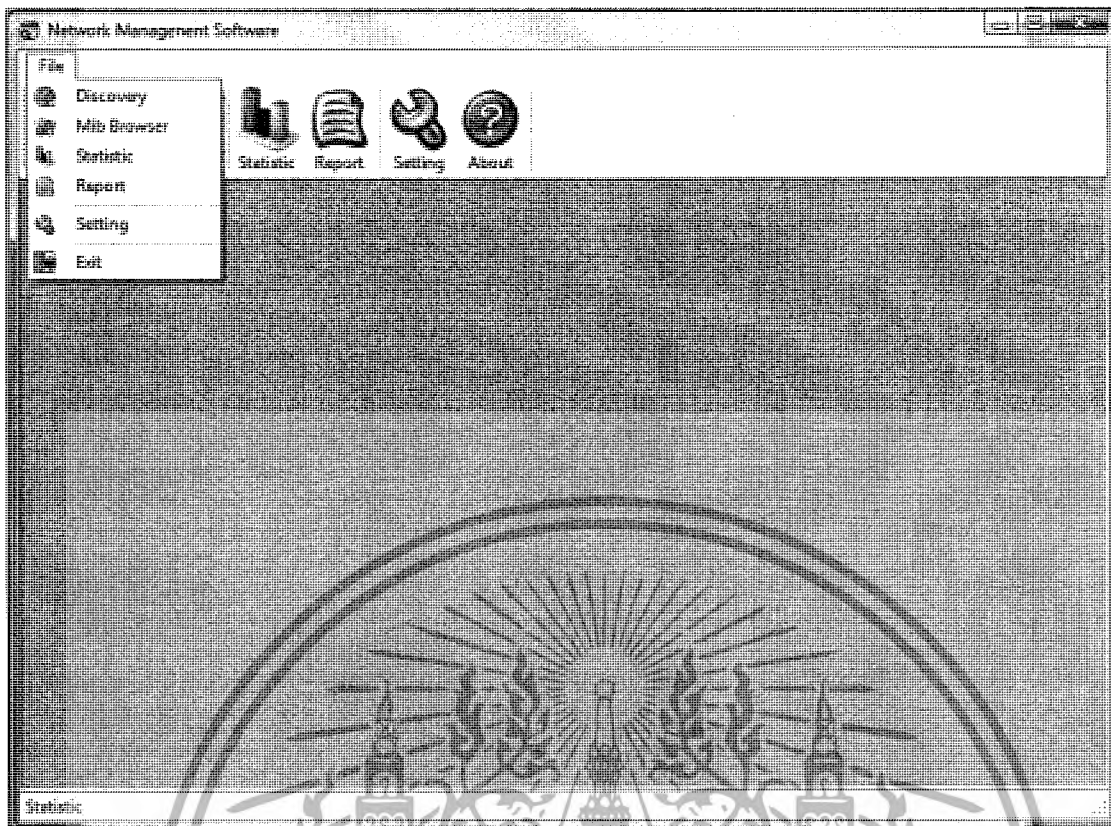 Network Management Software
File
Discovery
Mib Browser
Statistic
Report
Setting
Exit
Statistic Report Setting About
Statistic